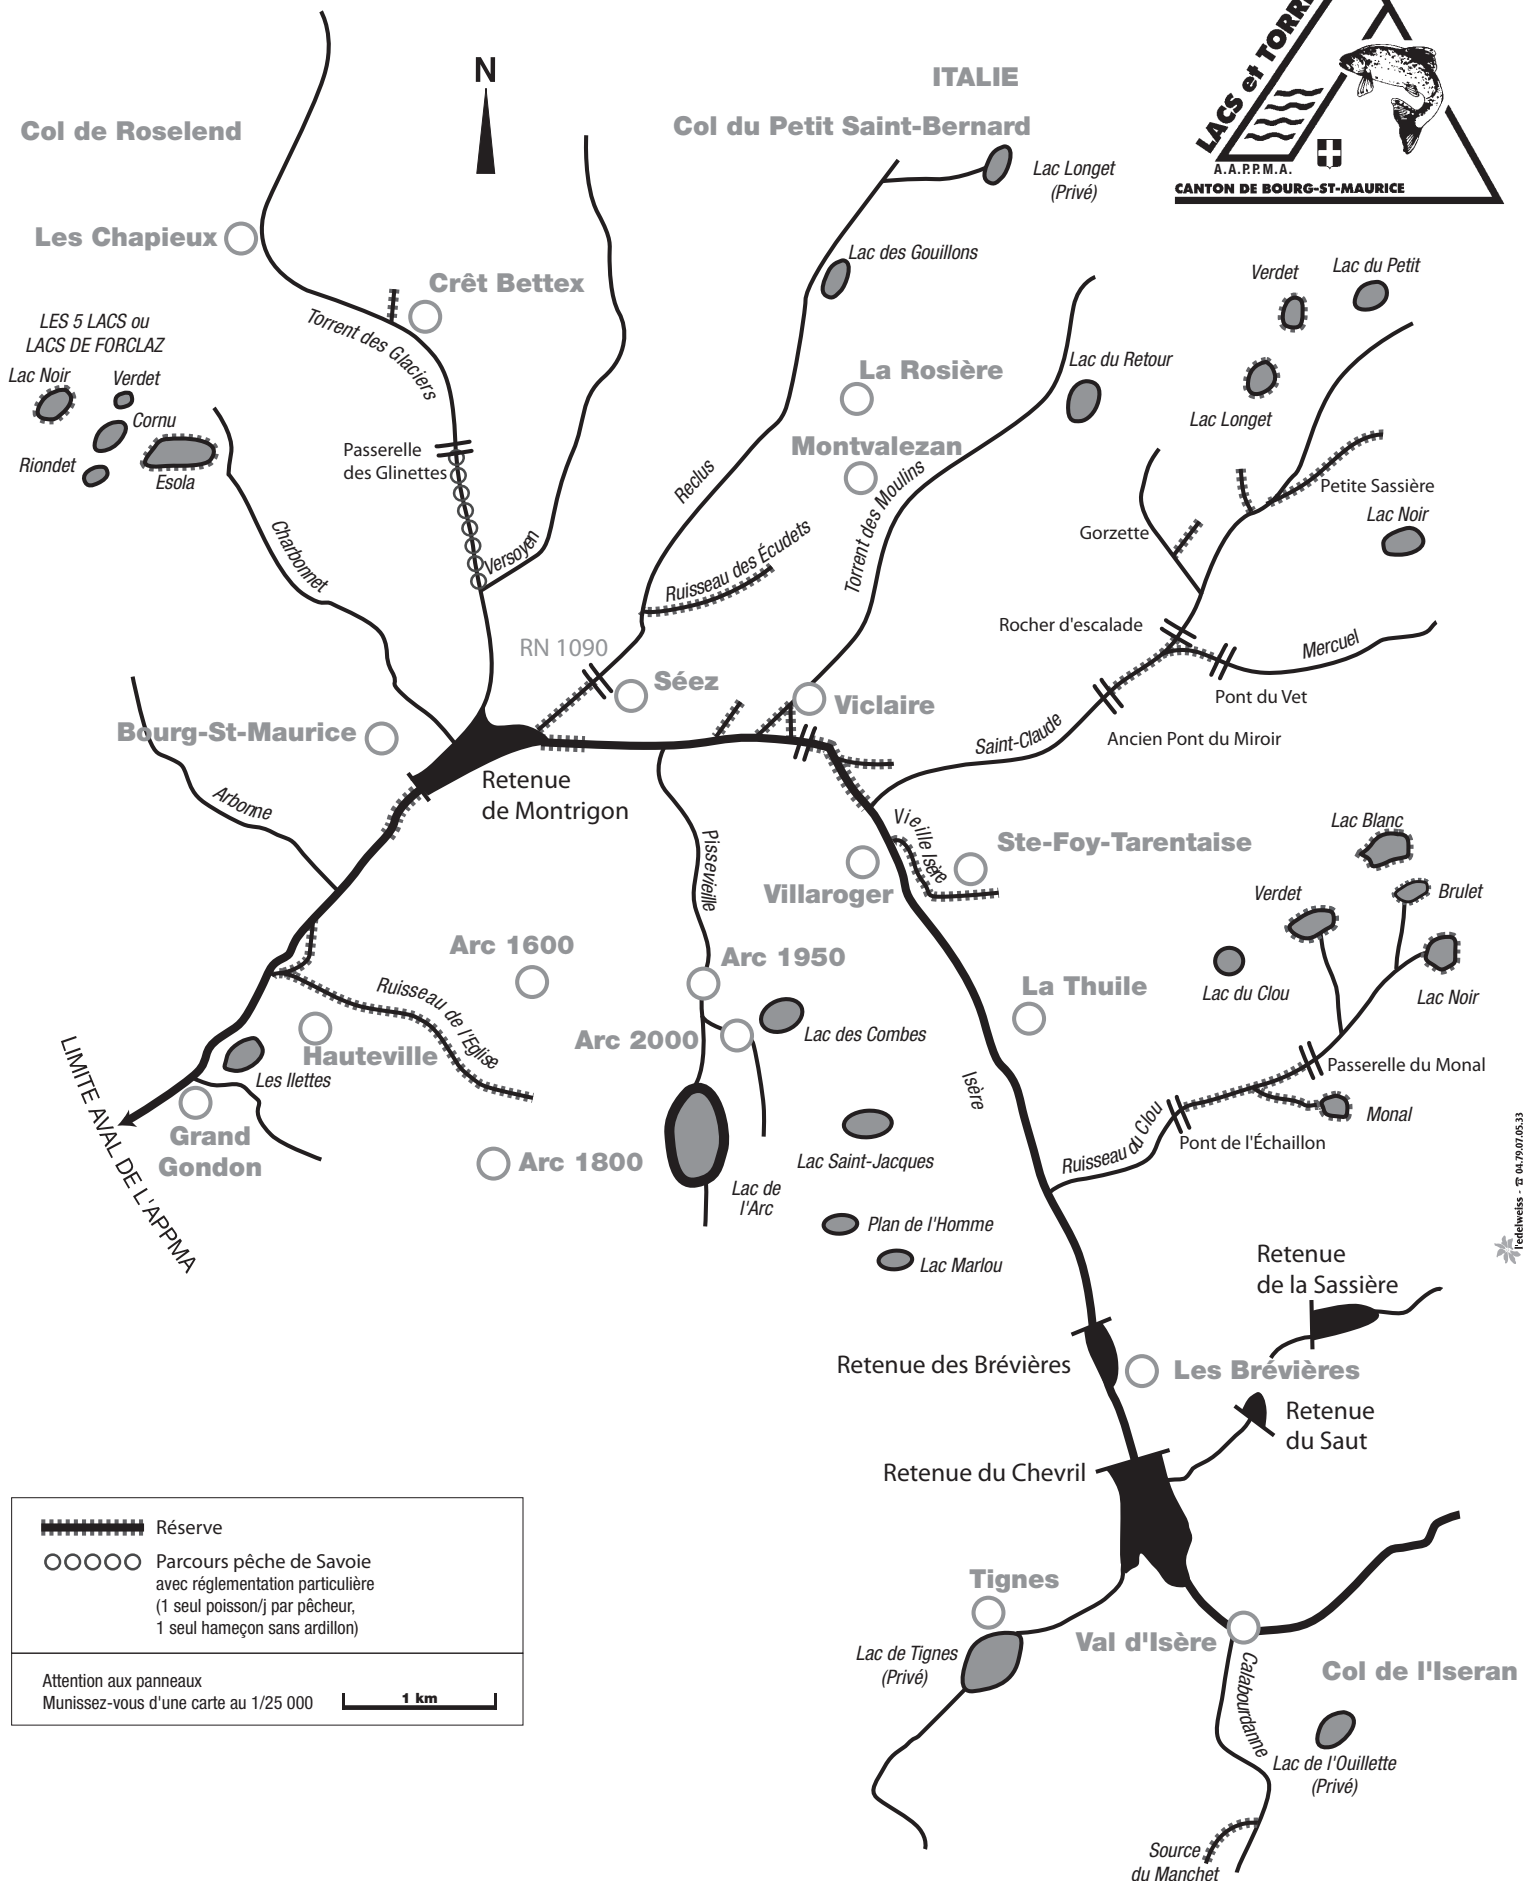 LACS et
A.A.P.P.M.A.
CANTON DE BOURG-ST-MAURICE
N
ITALIE
Col de Roselend
Col du Petit Saint-Bernard
Lac Longet
(Privé)
Les Chapieux
Lac des Gouillons
Crêt Bettex
Verdet
Lac du Petit
LES 5 LACS ou
LACS DE FORCLAZ
Torrent des Glaciers
Lac Noir
Verdet
Cornu
Riondet
Esola
La Rosière
Lac du Retour
Lac Longet
Passerelle
des Glinettes
Montvalezan
Reclus
Torrent des Moulins
Petite Sassière
Lac Noir
Gorzette
Charbonnet
Versoyen
Ruisseau des Écudets
Rocher d'escalade
Mercuel
RN 1090
Séez
Pont du Vet
Viclaire
Bourg-St-Maurice
Saint-Claude
Ancien Pont du Miroir
Retenue
de Montrigon
Arbonne
Pissevieille
Vieille Isère
Ste-Foy-Tarentaise
Villaroger
Lac Blanc
Brulet
Verdet
Arc 1600
Arc 1950
Lac du Clou
Lac Noir
Ruisseau de l'Eglise
La Thuile
Arc 2000
Lac des Combes
Hauteville
Les Ilettes
Isère
Passerelle du Monal
Monal
LIMITE AVAL DE L'APPMA
Grand
Gondon
Ruisseau du Clou
Pont de l'Échaillon
Lac Saint-Jacques
Arc 1800
Lac de
l'Arc
Plan de l'Homme
Lac Marlou
l'edelweiss - ☎ 04.79.07.05.33
Retenue
de la Sassière
Retenue des Brévières
Les Brévières
Retenue
du Saut
Retenue du Chevril
Réserve
Parcours pêche de Savoie
avec réglementation particulière
(1 seul poisson/j par pêcheur,
1 seul hameçon sans ardillon)
Attention aux panneaux
Munissez-vous d'une carte au 1/25 000
1 km
Tignes
Val d'Isère
Lac de Tignes
(Privé)
Calabourdanne
Col de l'Iseran
Lac de l'Ouillette
(Privé)
Source
du Manchet